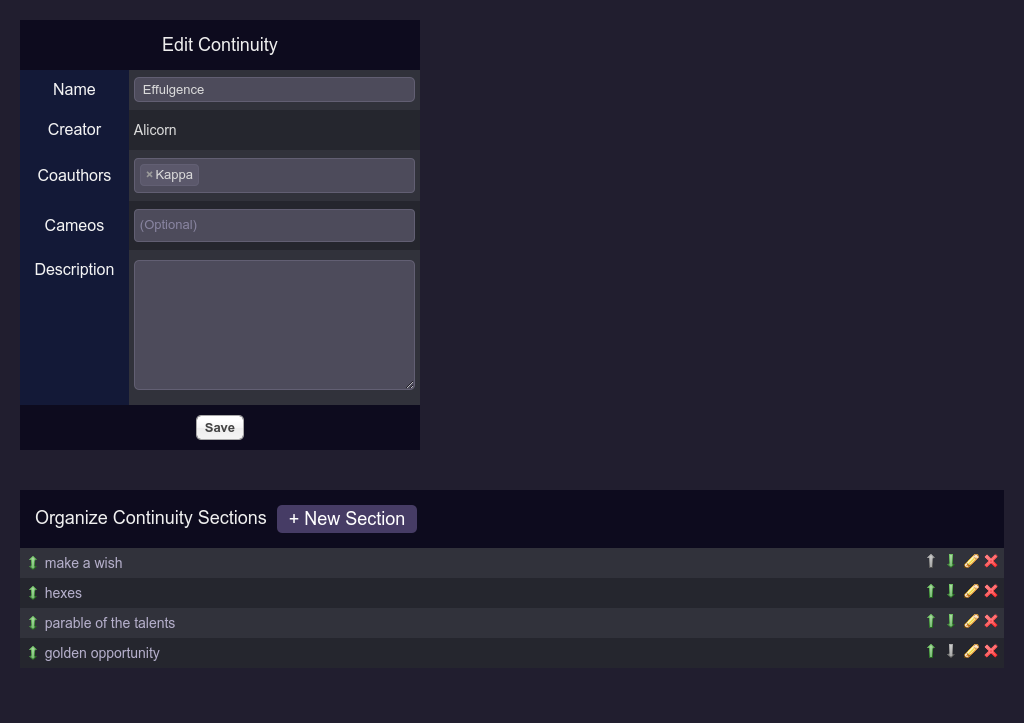 Edit Continuity
Name Effulgence
Creator Alicorn
Coauthors ×Kappa
Cameos (Optional)
Description
Save
Organize Continuity Sections + New Section
make a wish
hexes
parable of the talents
golden opportunity